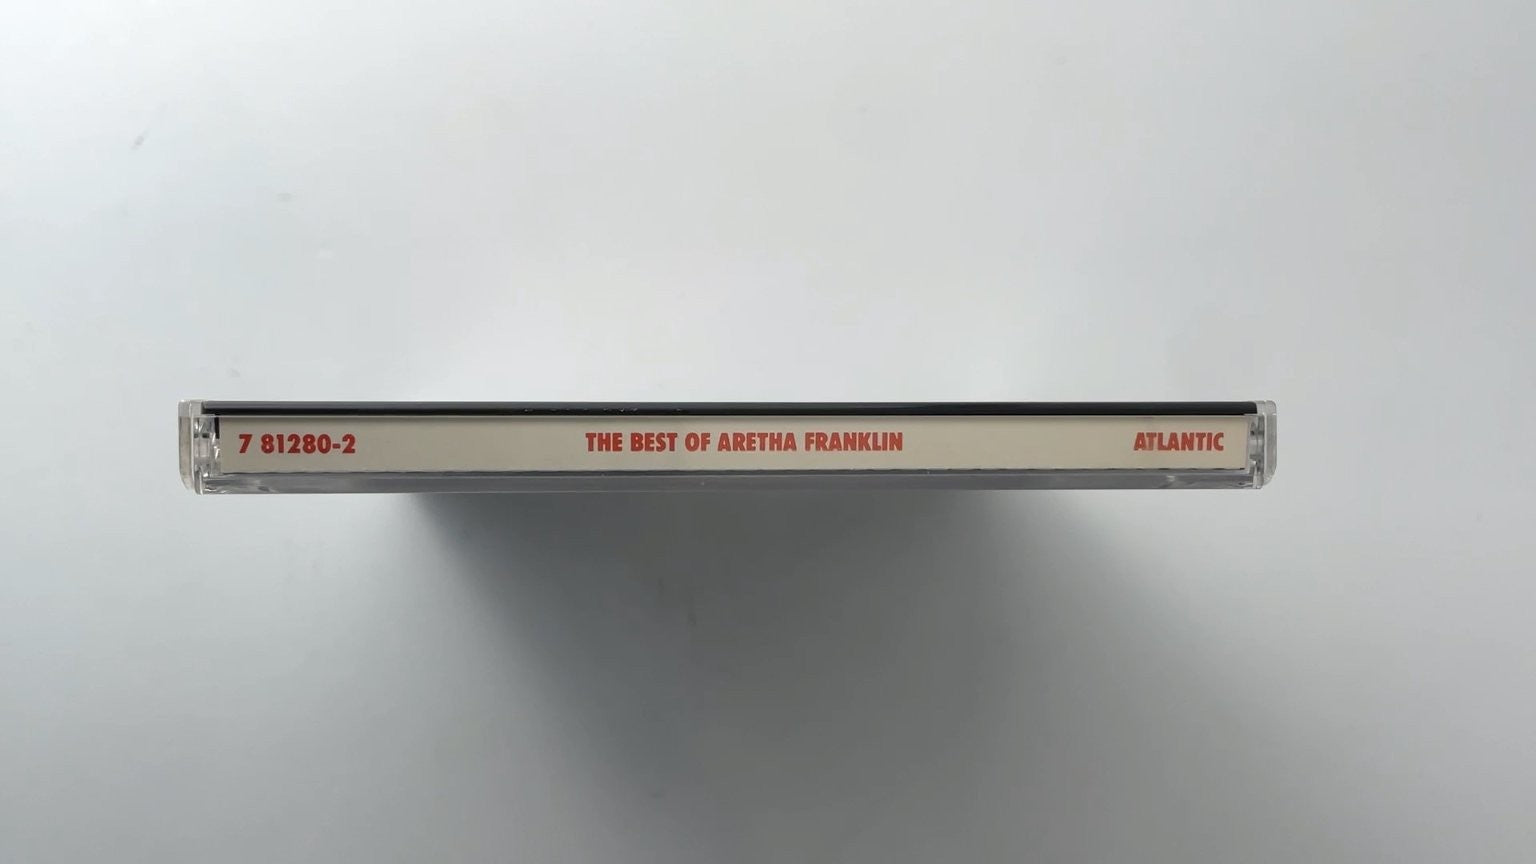 7 81280-2 THE BEST OF ARETHA FRANKLIN ATLANTIC